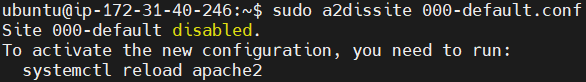 ubuntu@ip-172-31-40-246:~$ sudo a2dissite 000-default.conf
Site 000-default disabled.
To activate the new configuration, you need to run:
  systemctl reload apache2